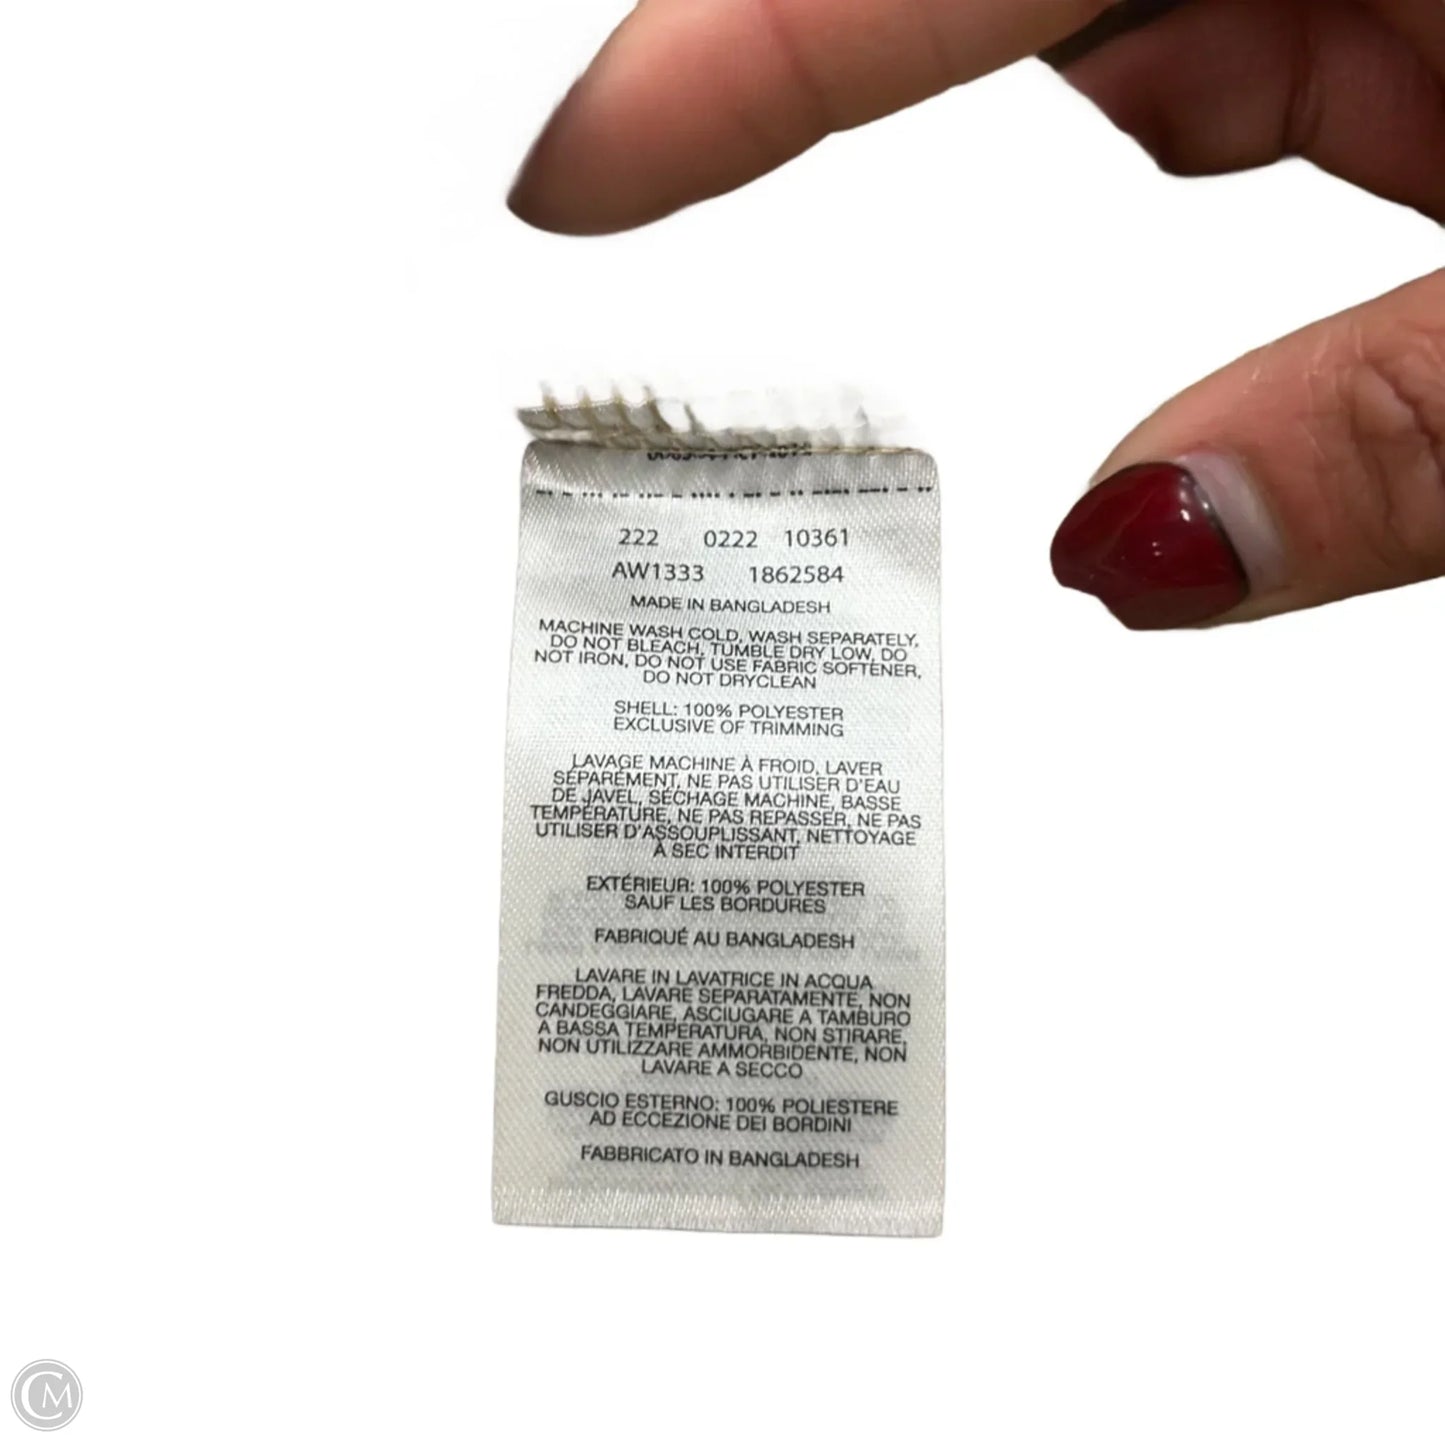 222 0222 10361
AW1333 1862584
MADE IN BANGLADESH
MACHINE WASH COLD, WASH SEPARATELY,
DO NOT BLEACH, TUMBLE DRY LOW, DO
NOT IRON, DO NOT USE FABRIC SOFTENER,
DO NOT DRYCLEAN
SHELL: 100% POLYESTER
EXCLUSIVE OF TRIMMING
LAVAGE MACHINE À FROID, LAVER
SÉPARÉMENT, NE PAS UTILISER D'EAU
DE JAVEL, SÉCHAGE MACHINE, BASSE
TEMPÉRATURE, NE PAS REPASSER, NE PAS
UTILISER D'ASSOUPLISSANT, NETTOYAGE
À SEC INTERDIT
EXTÉRIEUR: 100% POLYESTER
SAUF LES BORDURES
FABRIQUÉ AU BANGLADESH
LAVARE IN LAVATRICE IN ACQUA
FREDDA, LAVARE SEPARATAMENTE, NON
CANDEGGIARE, ASCIUGARE A TAMBURO
A BASSA TEMPERATURA, NON STIRARE,
NON UTILIZZARE AMMORBIDENTE, NON
LAVARE A SECCO
GUSCIO ESTERNO: 100% POLIESTERE
AD ECCEZIONE DEI BORDINI
FABBRICATO IN BANGLADESH
CM